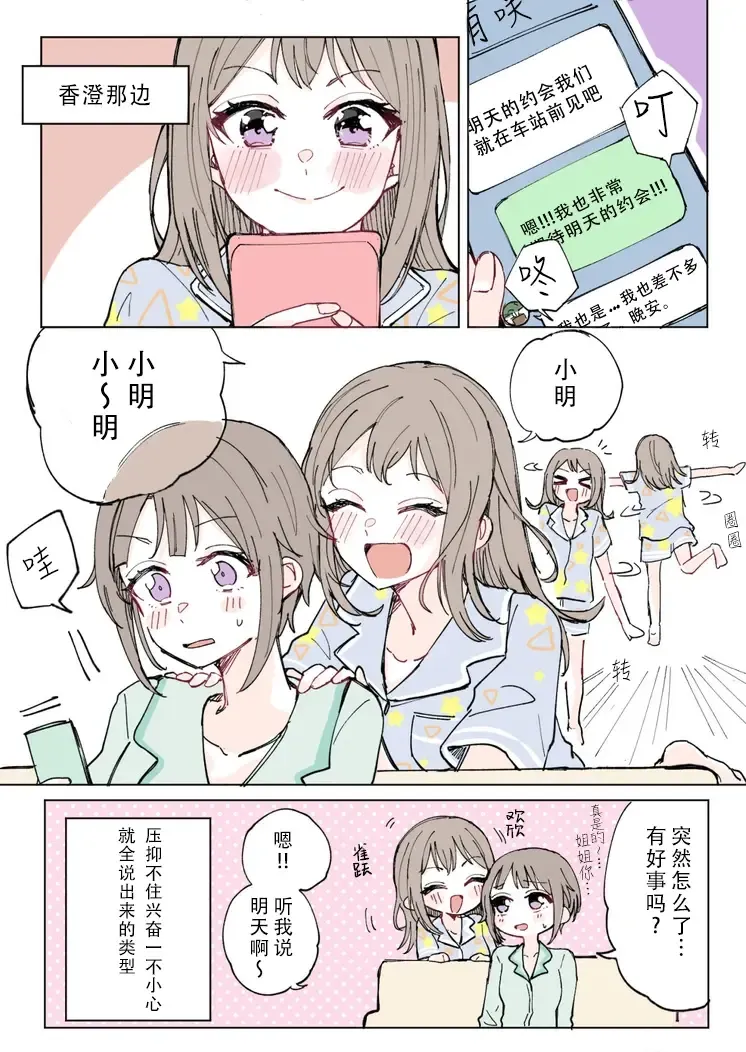 香澄那边
明天的约会我们
就在车站前见吧
叮
嗯!!!我也非常
期待明天的约会!!!
咚
我也是…我也差不多
晚安。
小明
转
圈圈
转
小明
小～明
哇
突然怎么了…
有好事吗?
真是的~…
姐姐你…
欢欣
雀跃
嗯!! 听我说
明天啊～
压抑不住兴奋一不小心
就全说出来的类型